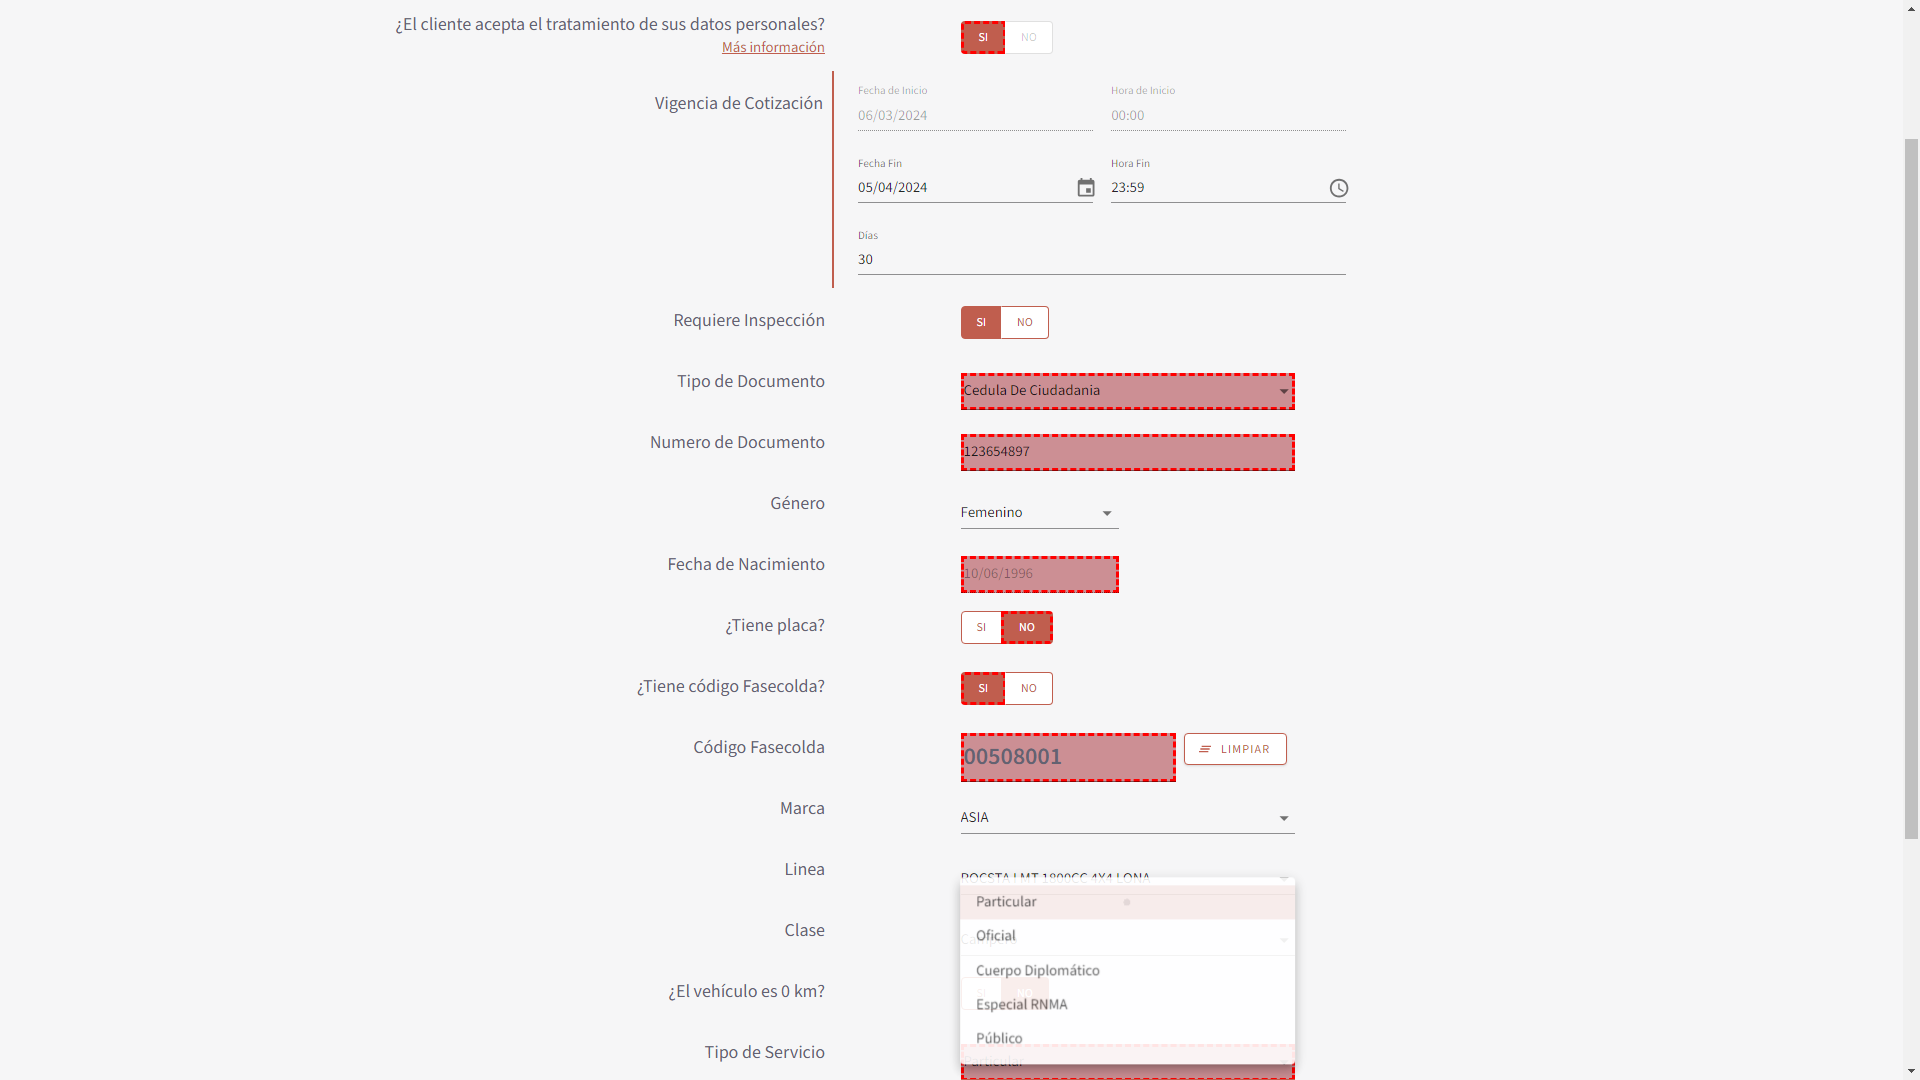 ¿El cliente acepta el tratamiento de sus datos personales?
SI NO
Más información
Vigencia de Cotización
Fecha de Inicio
06/03/2024
Hora de Inicio
00:00
Fecha Fin
05/04/2024
Hora Fin
23:59
Días
30
Requiere Inspección
SI NO
Tipo de Documento
Cedula De Ciudadania
Numero de Documento
123654897
Género
Femenino
Fecha de Nacimiento
10/06/1996
¿Tiene placa?
SI NO
¿Tiene código Fasecolda?
SI NO
Código Fasecolda
00508001
LIMPIAR
Marca
ASIA
Linea
ROCSTA LMT 1800CC 4X4 LONA
Particular
Clase
Oficial
Cuerpo Diplomático
¿El vehículo es 0 km?
SI NO
Especial RNMA
Público
Tipo de Servicio
Particular